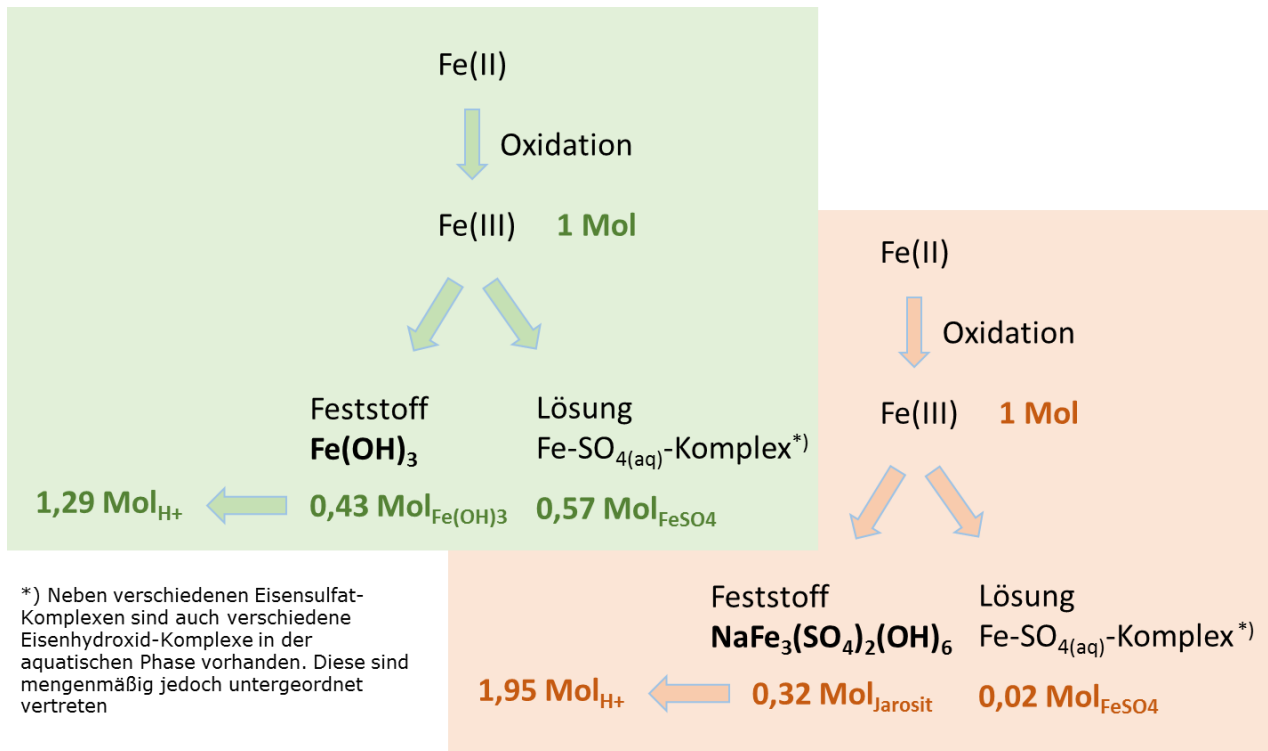 Fe(II)
Oxidation
Fe(III) 1 Mol
Feststoff
Fe(OH)3
Lösung
Fe-SO4(aq)-Komplex*)
1,29 MolH+
0,43 MolFe(OH)3
0,57 MolFeSO4
*) Neben verschiedenen Eisensulfat-
Komplexen sind auch verschiedene
Eisenhydroxid-Komplexe in der
aquatischen Phase vorhanden. Diese sind
mengenmäßig jedoch untergeordnet
vertreten
Fe(II)
Oxidation
Fe(III) 1 Mol
Feststoff
NaFe3(SO4)2(OH)6
Lösung
Fe-SO4(aq)-Komplex*)
1,95 MolH+
0,32 MolJarosit
0,02 MolFeSO4